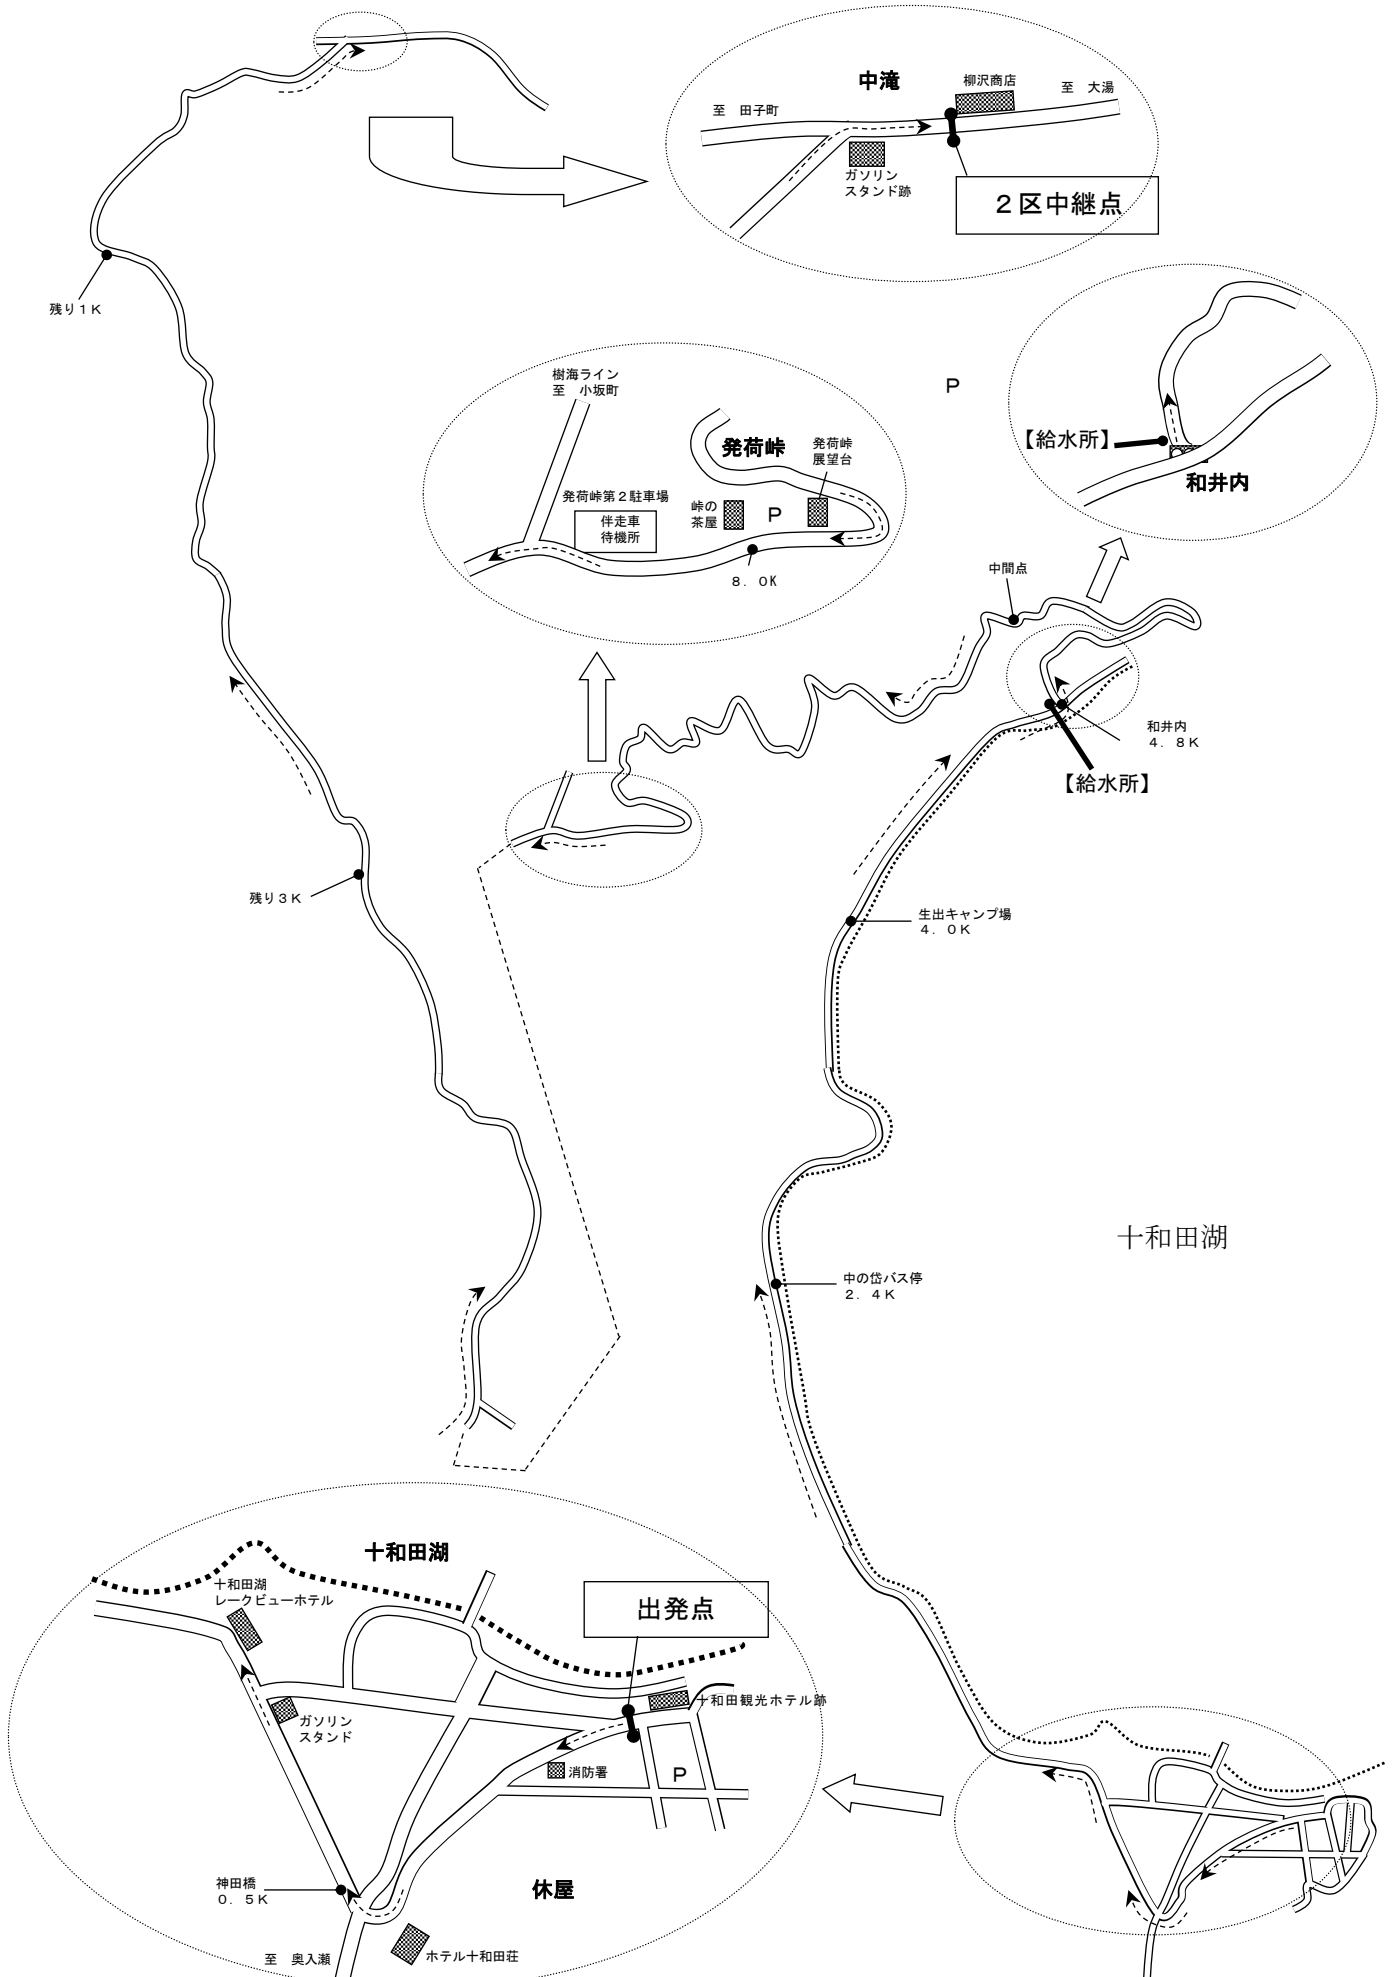 中滝
柳沢商店
至　大湯
至　田子町
ガソリン
スタンド跡
２区中継点
残り１Ｋ
樹海ライン
至　小坂町
発荷峠
発荷峠
展望台
発荷峠第２駐車場
伴走車
待機所
峠の
茶屋
Ｐ
８．０Ｋ
Ｐ
【給水所】
和井内
中間点
和井内
４．８Ｋ
【給水所】
残り３Ｋ
生出キャンプ場
４．０Ｋ
十和田湖
中の岱バス停
２．４Ｋ
十和田湖
十和田湖
レークビューホテル
出発点
十和田観光ホテル跡
ガソリン
スタンド
消防署
Ｐ
神田橋
０．５Ｋ
休屋
至　奥入瀬
ホテル十和田荘